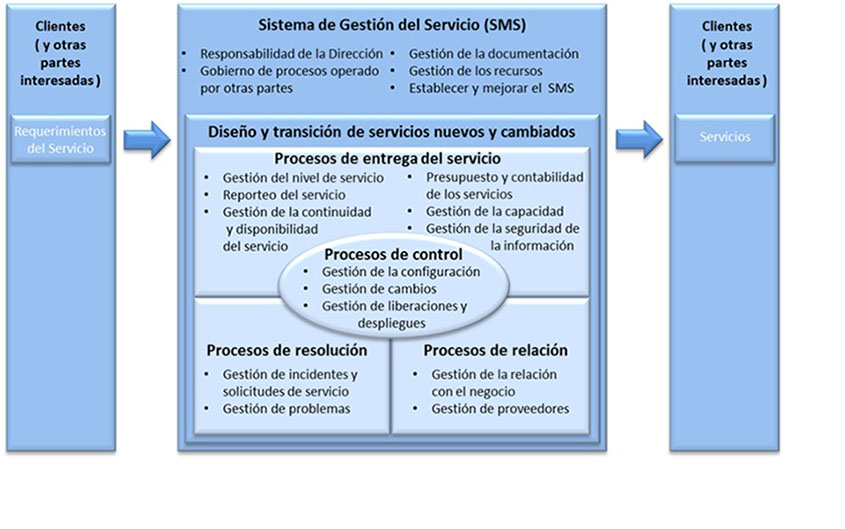 Clientes
( y otras
partes
interesadas )
Requerimientos
del Servicio
Sistema de Gestión del Servicio (SMS)
• Responsabilidad de la Dirección
• Gobierno de procesos operado
por otras partes
• Gestión de la documentación
• Gestión de los recursos
• Establecer y mejorar el SMS
Diseño y transición de servicios nuevos y cambiados
Procesos de entrega del servicio
• Gestión del nivel de servicio
• Reporteo del servicio
• Gestión de la continuidad
y disponibilidad
del servicio
• Presupuesto y contabilidad
de los servicios
• Gestión de la capacidad
• Gestión de la seguridad de
la información
Procesos de control
• Gestión de la configuración
• Gestión de cambios
• Gestión de liberaciones y
despliegues
Procesos de resolución
• Gestión de incidentes y
solicitudes de servicio
• Gestión de problemas
Procesos de relación
• Gestión de la relación
con el negocio
• Gestión de proveedores
Clientes
(y otras
partes
interesadas )
Servicios